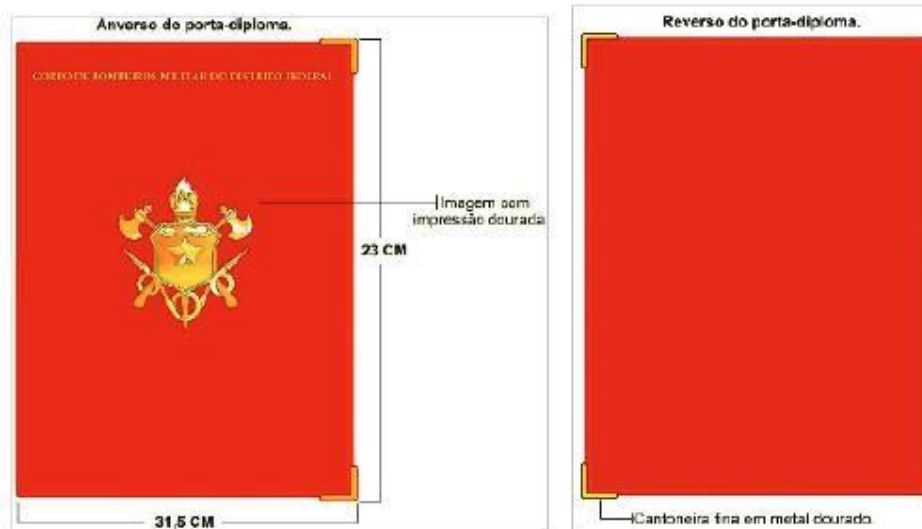 Anverso do porta-diploma.
CORPO DE BOMBEIROS MILITAR DO DISTRITO FEDERAL
Imagem com
impressão dourada
23 CM
31,5 CM
Reverso do porta-diploma.
Cantoneira fina em metal dourado.